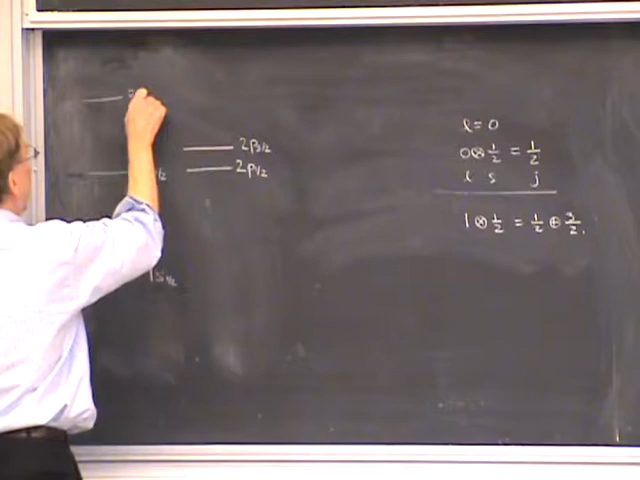 2p3/2
2p1/2
1s1/2
l = 0
0 ⊗ 1/2 = 1/2
l s j
1 ⊗ 1/2 = 1/2 ⊕ 3/2.